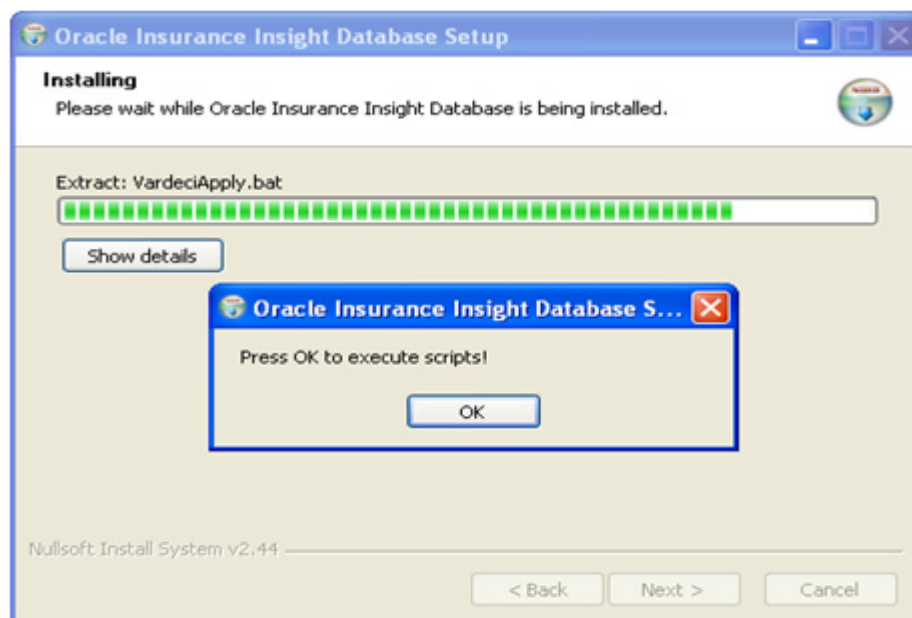 Oracle Insurance Insight Database Setup
Installing
Please wait while Oracle Insurance Insight Database is being installed.
Extract: VardeciApply.bat
Show details
Oracle Insurance Insight Database S...
Press OK to execute scripts!
OK
Nullsoft Install System v2.44
< Back
Next >
Cancel